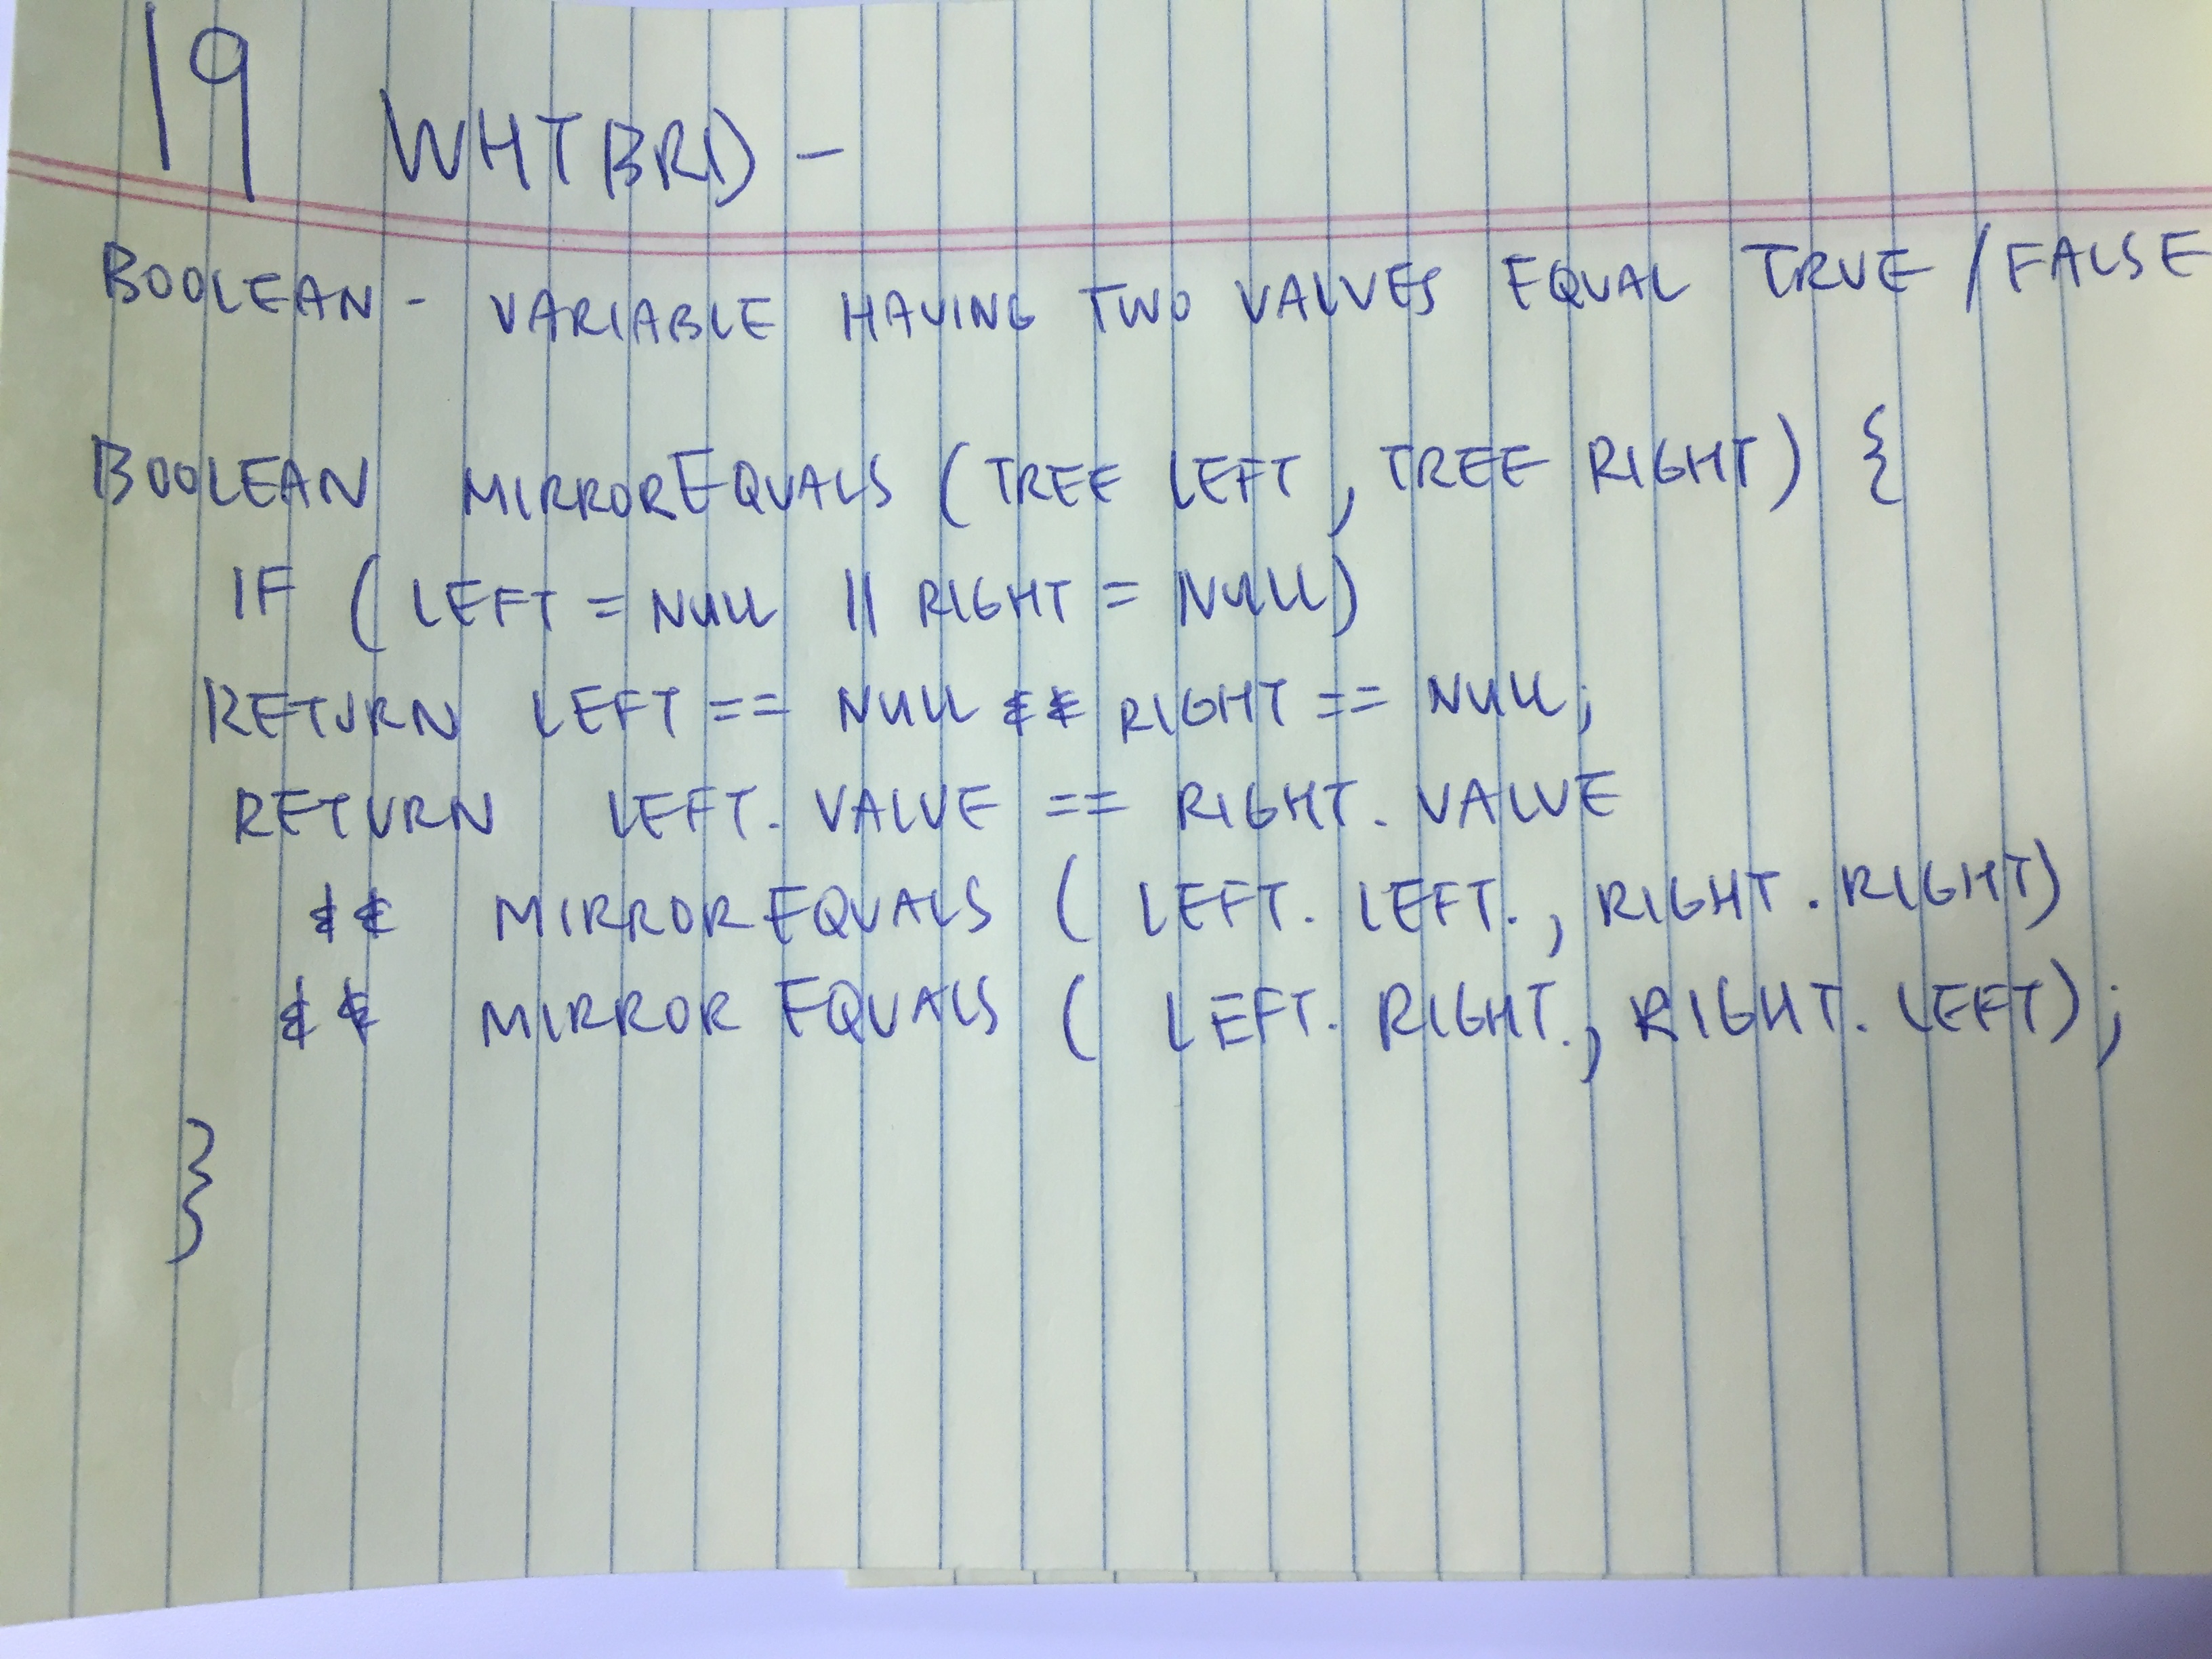 19 WHTBRD -
BOOLEAN - VARIABLE HAVING TWO VALUES EQUAL TRUE / FALSE
BOOLEAN MIRROREQUALS (TREE LEFT, TREE RIGHT) {
IF (LEFT = NULL || RIGHT = NULL)
RETURN LEFT == NULL && RIGHT == NULL;
RETURN LEFT. VALUE == RIGHT. VALUE
&& MIRROREQUALS (LEFT. LEFT., RIGHT. RIGHT)
&& MIRROR EQUALS (LEFT. RIGHT., RIGHT. LEFT);
}